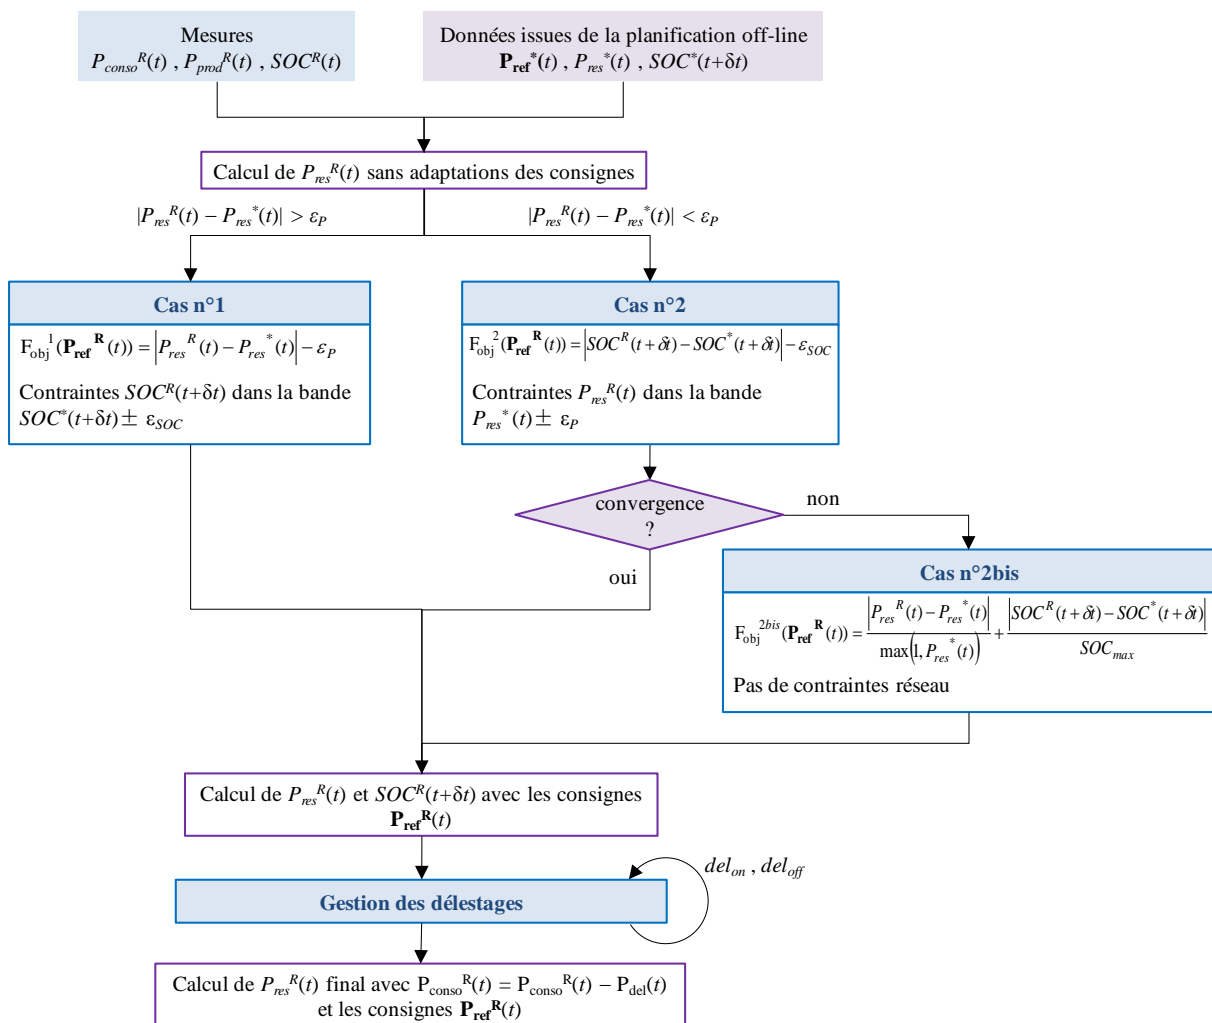 Mesures
P_conso^R(t) , P_prod^R(t) , SOC^R(t)
Données issues de la planification off-line
P_ref^*(t) , P_res^*(t) , SOC^*(t+δt)
Calcul de P_res^R(t) sans adaptations des consignes
|P_res^R(t) − P_res^*(t)| > ε_P
|P_res^R(t) − P_res^*(t)| < ε_P
Cas n°1
F_obj^1(P_ref^R(t)) = |P_res^R(t) − P_res^*(t)| − ε_P
Contraintes SOC^R(t+δt) dans la bande
SOC^*(t+δt) ± ε_SOC
Cas n°2
F_obj^2(P_ref^R(t)) = |SOC^R(t+δt) − SOC^*(t+δt)| − ε_SOC
Contraintes P_res^R(t) dans la bande
P_res^*(t) ± ε_P
convergence
?
non
oui
Cas n°2bis
F_obj^2bis(P_ref^R(t)) = |P_res^R(t) − P_res^*(t)| / max(1, P_res^*(t)) + |SOC^R(t+δt) − SOC^*(t+δt)| / SOC_max
Pas de contraintes réseau
Calcul de P_res^R(t) et SOC^R(t+δt) avec les consignes
P_ref^R(t)
del_on , del_off
Gestion des délestages
Calcul de P_res^R(t) final avec P_conso^R(t) = P_conso^R(t) − P_del(t)
et les consignes P_ref^R(t)